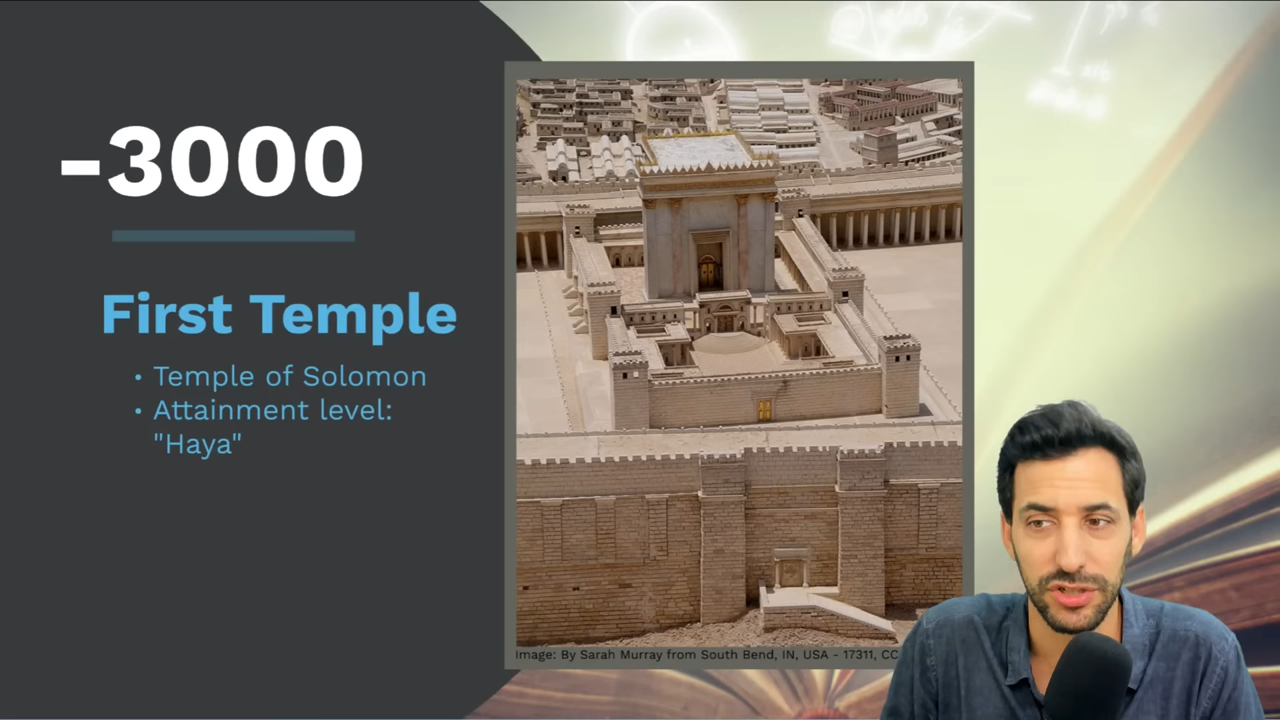 -3000
First Temple
• Temple of Solomon
• Attainment level:
"Haya"
Image: By Sarah Murray from South Bend, IN, USA - 17311, CC